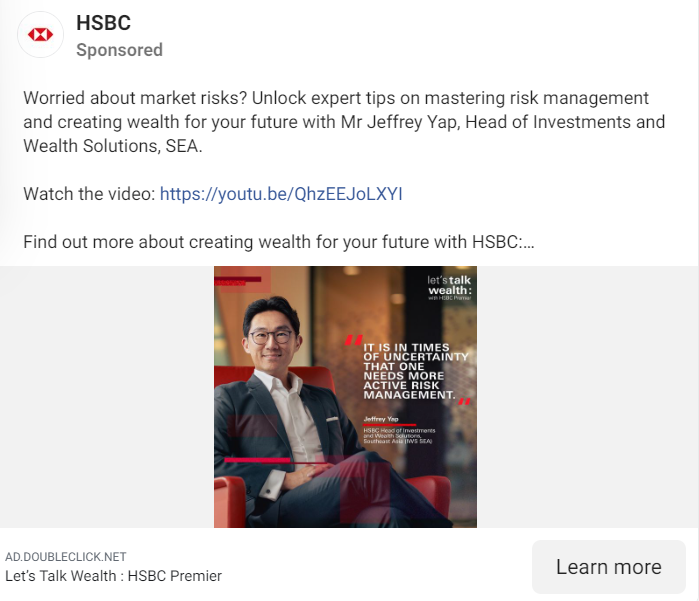 HSBC
Sponsored
Worried about market risks? Unlock expert tips on mastering risk management
and creating wealth for your future with Mr Jeffrey Yap, Head of Investments and
Wealth Solutions, SEA.
Watch the video: https://youtu.be/QhzEEJoLXYI
Find out more about creating wealth for your future with HSBC:...
let's talk
wealth:
with HSBC Premier
“IT IS IN TIMES
OF UNCERTAINTY
THAT ONE
NEEDS MORE
ACTIVE RISK
MANAGEMENT.”
Jeffrey Yap
HSBC Head of Investments
and Wealth Solutions,
Southeast Asia (IWS SEA)
AD.DOUBLECLICK.NET
Let's Talk Wealth : HSBC Premier
Learn more